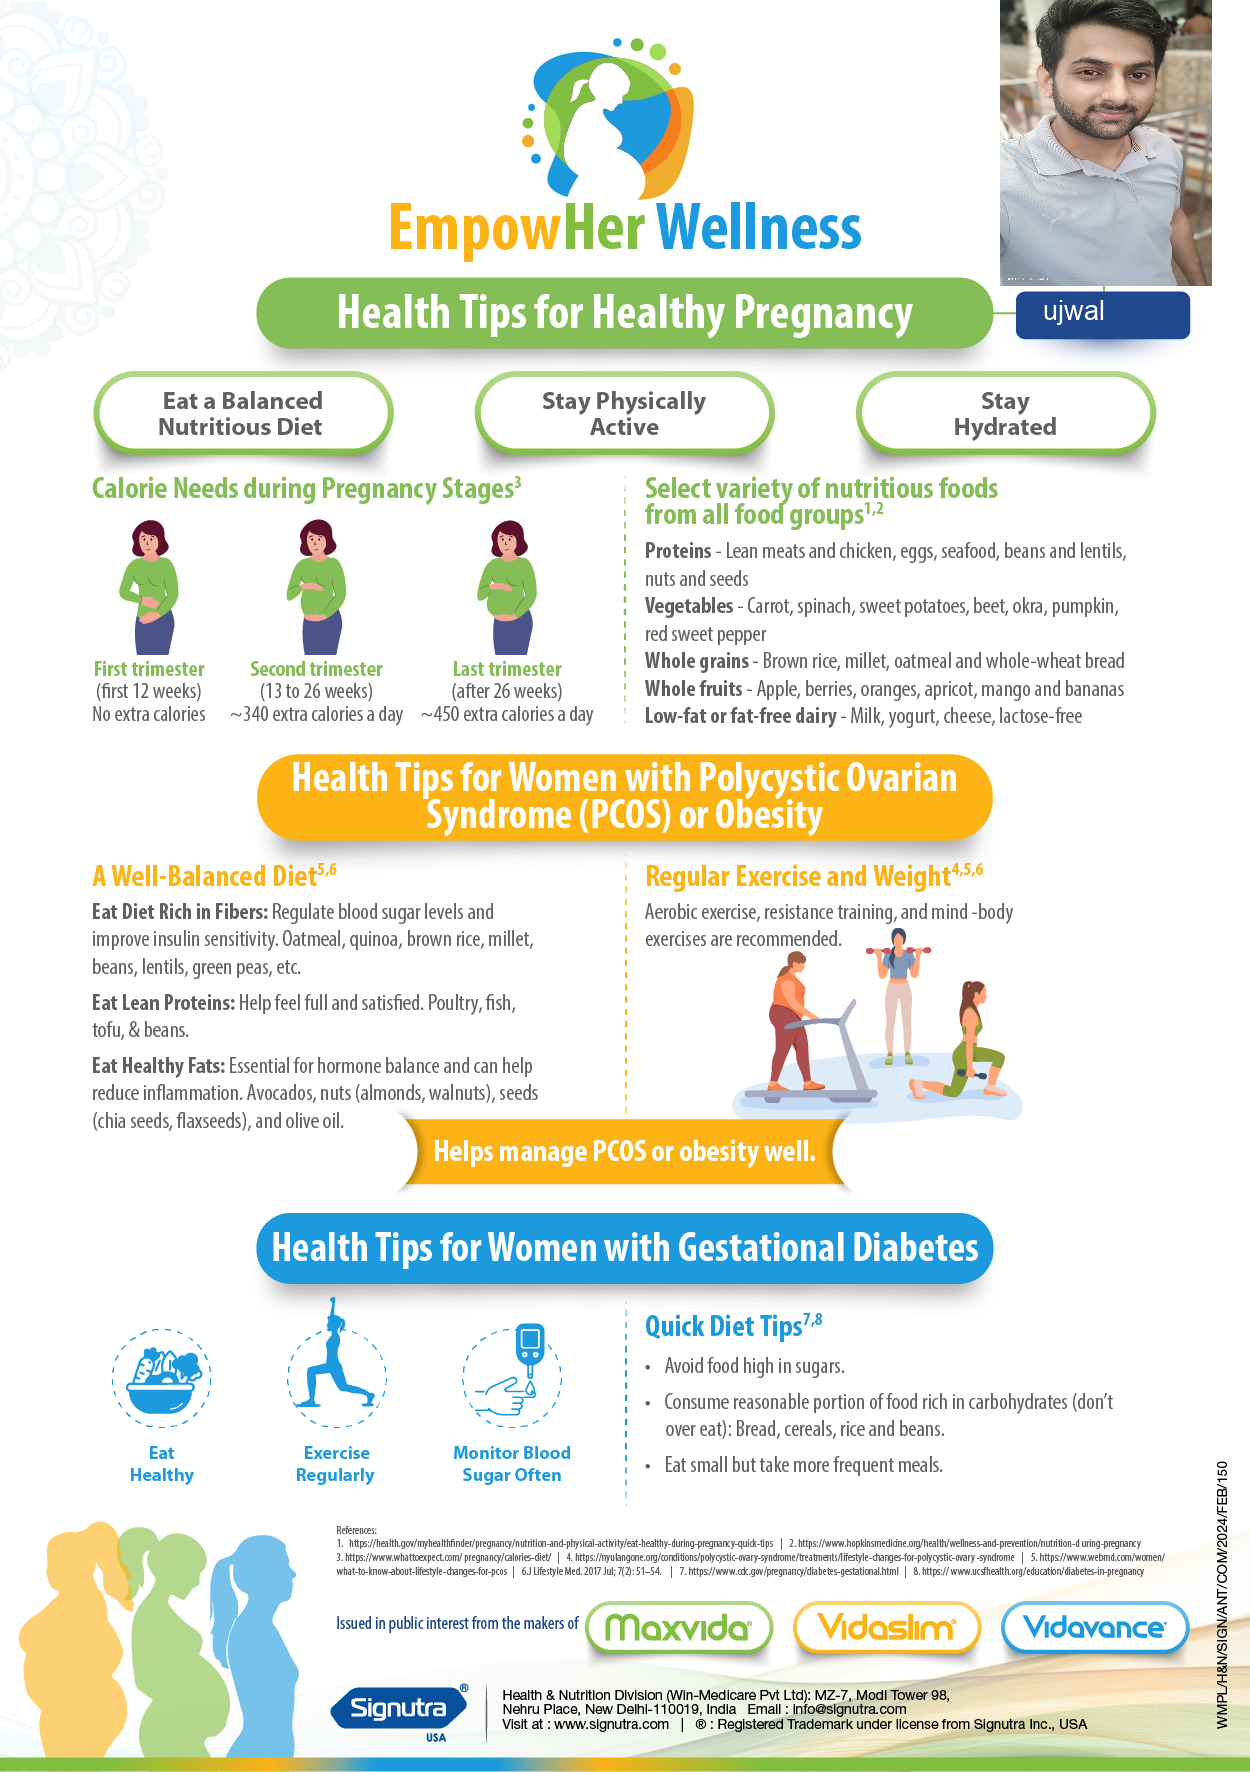 EmpowHer Wellness
Health Tips for Healthy Pregnancy
ujwal
Eat a Balanced
Nutritious Diet
Stay Physically
Active
Stay
Hydrated
Calorie Needs during Pregnancy Stages3
First trimester
(first 12 weeks)
No extra calories
Second trimester
(13 to 26 weeks)
~340 extra calories a day
Last trimester
(after 26 weeks)
~450 extra calories a day
Select variety of nutritious foods
from all food groups1,2
Proteins - Lean meats and chicken, eggs, seafood, beans and lentils,
nuts and seeds
Vegetables - Carrot, spinach, sweet potatoes, beet, okra, pumpkin,
red sweet pepper
Whole grains - Brown rice, millet, oatmeal and whole-wheat bread
Whole fruits - Apple, berries, oranges, apricot, mango and bananas
Low-fat or fat-free dairy - Milk, yogurt, cheese, lactose-free
Health Tips for Women with Polycystic Ovarian
Syndrome (PCOS) or Obesity
A Well-Balanced Diet5,6
Eat Diet Rich in Fibers: Regulate blood sugar levels and
improve insulin sensitivity. Oatmeal, quinoa, brown rice, millet,
beans, lentils, green peas, etc.
Eat Lean Proteins: Help feel full and satisfied. Poultry, fish,
tofu, & beans.
Eat Healthy Fats: Essential for hormone balance and can help
reduce inflammation. Avocados, nuts (almonds, walnuts), seeds
(chia seeds, flaxseeds), and olive oil.
Regular Exercise and Weight4,5,6
Aerobic exercise, resistance training, and mind -body
exercises are recommended.
Helps manage PCOS or obesity well.
Health Tips for Women with Gestational Diabetes
Eat
Healthy
Exercise
Regularly
Monitor Blood
Sugar Often
Quick Diet Tips7,8
• Avoid food high in sugars.
• Consume reasonable portion of food rich in carbohydrates (don't
over eat): Bread, cereals, rice and beans.
• Eat small but take more frequent meals.
References:
1. https://health.gov/myhealthfinder/pregnancy/nutrition-and-physical-activity/eat-healthy-during-pregnancy-quick-tips | 2. https://www.hopkinsmedicine.org/health/wellness-and-prevention/nutrition-d uring-pregnancy
3. https://www.whattoexpect.com/ pregnancy/calories-diet/ | 4. https://nyulangone.org/conditions/polycystic-ovary-syndrome/treatments/lifestyle-changes-for-polycystic-ovary -syndrome | 5. https://www.webmd.com/women/
what-to-know-about-lifestyle-changes-for-pcos | 6.J Lifestyle Med. 2017 Jul; 7(2): 51–54. | 7. https://www.cdc.gov/pregnancy/diabetes-gestational.html | 8. https:// www.ucsfhealth.org/education/diabetes-in-pregnancy
Issued in public interest from the makers of
Maxvida®
Vidaslim®
Vidavance®
Signutra®
USA
Health & Nutrition Division (Win-Medicare Pvt Ltd): MZ-7, Modi Tower 98,
Nehru Place, New Delhi-110019, India Email : info@signutra.com
Visit at : www.signutra.com | ® : Registered Trademark under license from Signutra Inc., USA
WMPL/H&N/SIGN/ANT/COM/2024/FEB/150